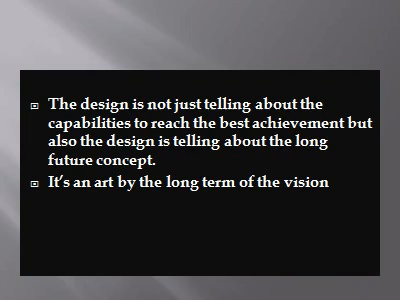 The design is not just telling about the
capabilities to reach the best achievement but
also the design is telling about the long
future concept.
It's an art by the long term of the vision